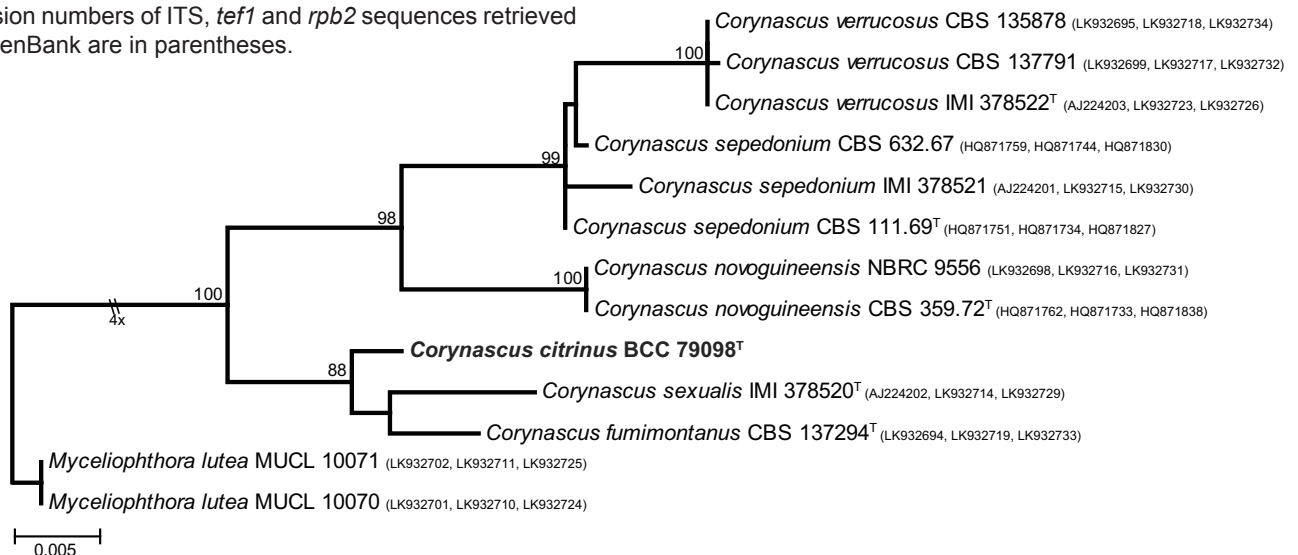 sion numbers of ITS, tef1 and rpb2 sequences retrieved
enBank are in parentheses.
Corynascus verrucosus CBS 135878 (LK932695, LK932718, LK932734)
100
Corynascus verrucosus CBS 137791 (LK932699, LK932717, LK932732)
Corynascus verrucosus IMI 378522ᵀ (AJ224203, LK932723, LK932726)
Corynascus sepedonium CBS 632.67 (HQ871759, HQ871744, HQ871830)
99
Corynascus sepedonium IMI 378521 (AJ224201, LK932715, LK932730)
98
Corynascus sepedonium CBS 111.69ᵀ (HQ871751, HQ871734, HQ871827)
Corynascus novoguineensis NBRC 9556 (LK932698, LK932716, LK932731)
100
100
Corynascus novoguineensis CBS 359.72ᵀ (HQ871762, HQ871733, HQ871838)
4x
Corynascus citrinus BCC 79098ᵀ
88
Corynascus sexualis IMI 378520ᵀ (AJ224202, LK932714, LK932729)
Corynascus fumimontanus CBS 137294ᵀ (LK932694, LK932719, LK932733)
Myceliophthora lutea MUCL 10071 (LK932702, LK932711, LK932725)
Myceliophthora lutea MUCL 10070 (LK932701, LK932710, LK932724)
0.005